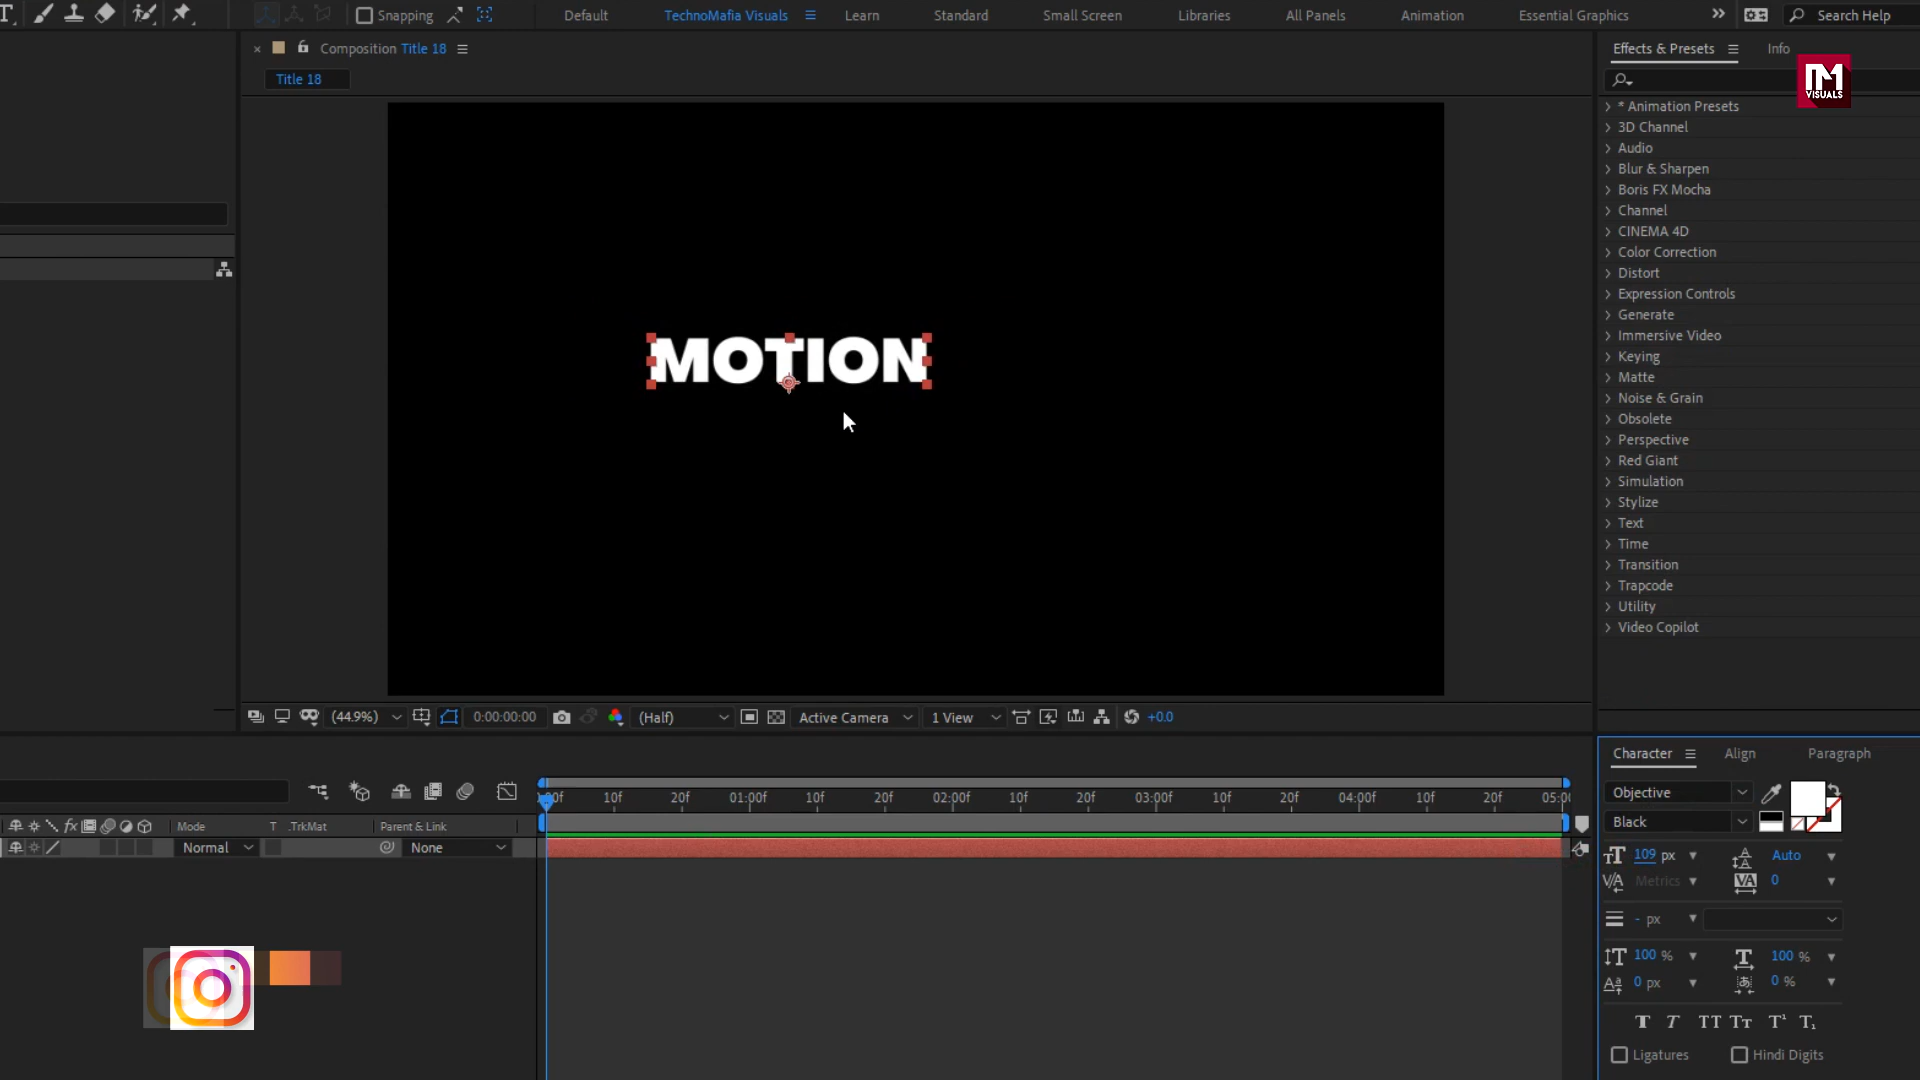 Snapping
Default
TechnoMafia Visuals
Learn
Standard
Small Screen
Libraries
All Panels
Animation
Essential Graphics
Search Help
Composition Title 18
Title 18
Effects & Presets
Info
VISUALS
* Animation Presets
3D Channel
Audio
Blur & Sharpen
Boris FX Mocha
Channel
CINEMA 4D
Color Correction
Distort
Expression Controls
Generate
Immersive Video
Keying
Matte
Noise & Grain
Obsolete
Perspective
Red Giant
Simulation
Stylize
Text
Time
Transition
Trapcode
Utility
Video Copilot
MOTION
(44.9%)
0:00:00:00
(Half)
Active Camera
1 View
+0.0
10f 20f 01:00f 10f 20f 02:00f 10f 20f 03:00f 10f 20f 04:00f 10f 20f
Mode T .TrkMat Parent & Link
Normal None
Character
Align
Paragraph
Objective
Black
109 px Auto
Metrics 0
- px
100 % 100 %
0 px 0 %
Ligatures
Hindi Digits